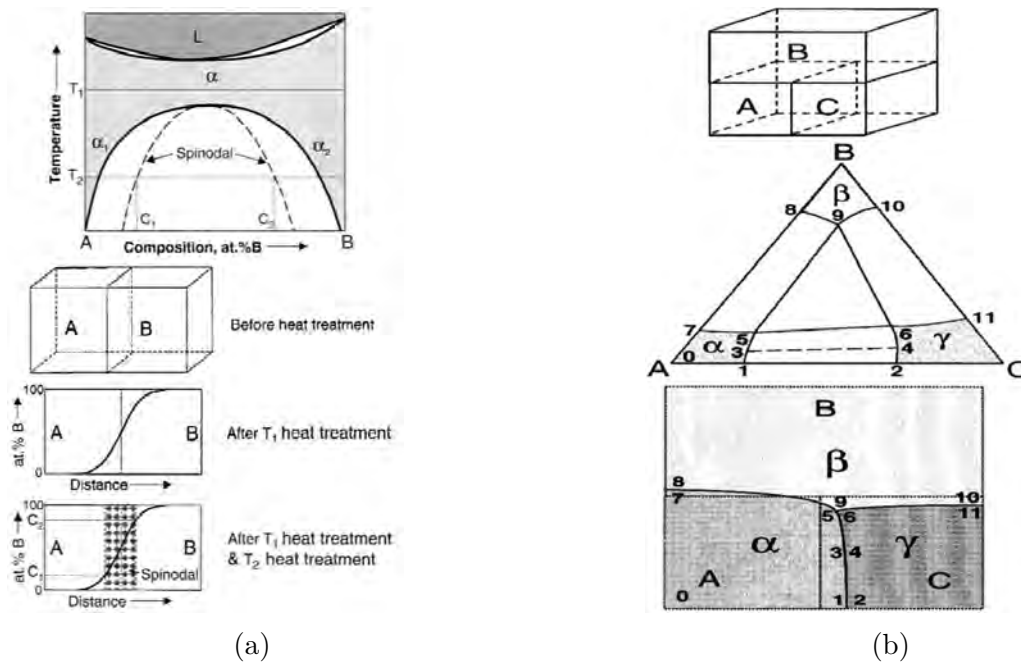 L
α
T1
α1
α2
Spinodal
T2
C1
C2
Temperature
A
B
Composition, at.%B
A
B
Before heat treatment
100
at.% B
0
A
B
Distance
After T1 heat treatment
100
C2
at.% B
C1
0
A
B
Spinodal
Distance
After T1 heat treatment
& T2 heat treatment
(a)
B
A
C
B
β
8
9
10
7
5
6
11
α
3
4
γ
0
A
1
2
C
B
β
8
7
9
10
5
6
11
α
3
4
γ
A
C
0
1
2
(b)